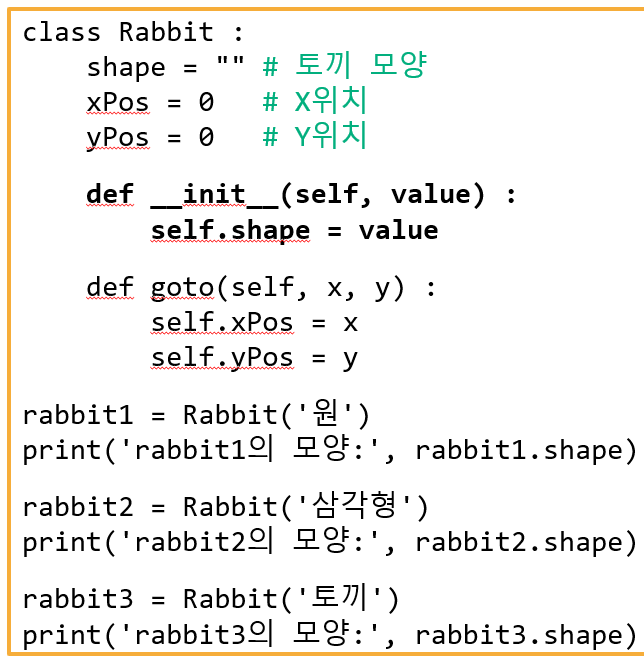 class Rabbit :
    shape = "" # 토끼 모양
    xPos = 0   # X위치
    yPos = 0   # Y위치
    def __init__(self, value) :
        self.shape = value
    def goto(self, x, y) :
        self.xPos = x
        self.yPos = y
rabbit1 = Rabbit('원')
print('rabbit1의 모양:', rabbit1.shape)
rabbit2 = Rabbit('삼각형')
print('rabbit2의 모양:', rabbit2.shape)
rabbit3 = Rabbit('토끼')
print('rabbit3의 모양:', rabbit3.shape)